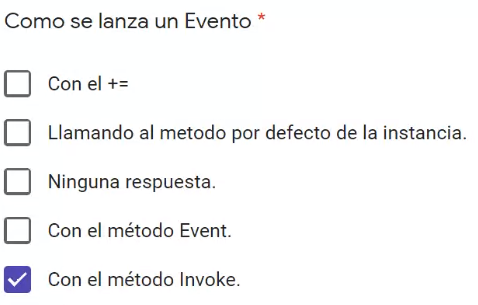 Como se lanza un Evento *
Con el +=
Llamando al metodo por defecto de la instancia.
Ninguna respuesta.
Con el método Event.
Con el método Invoke.